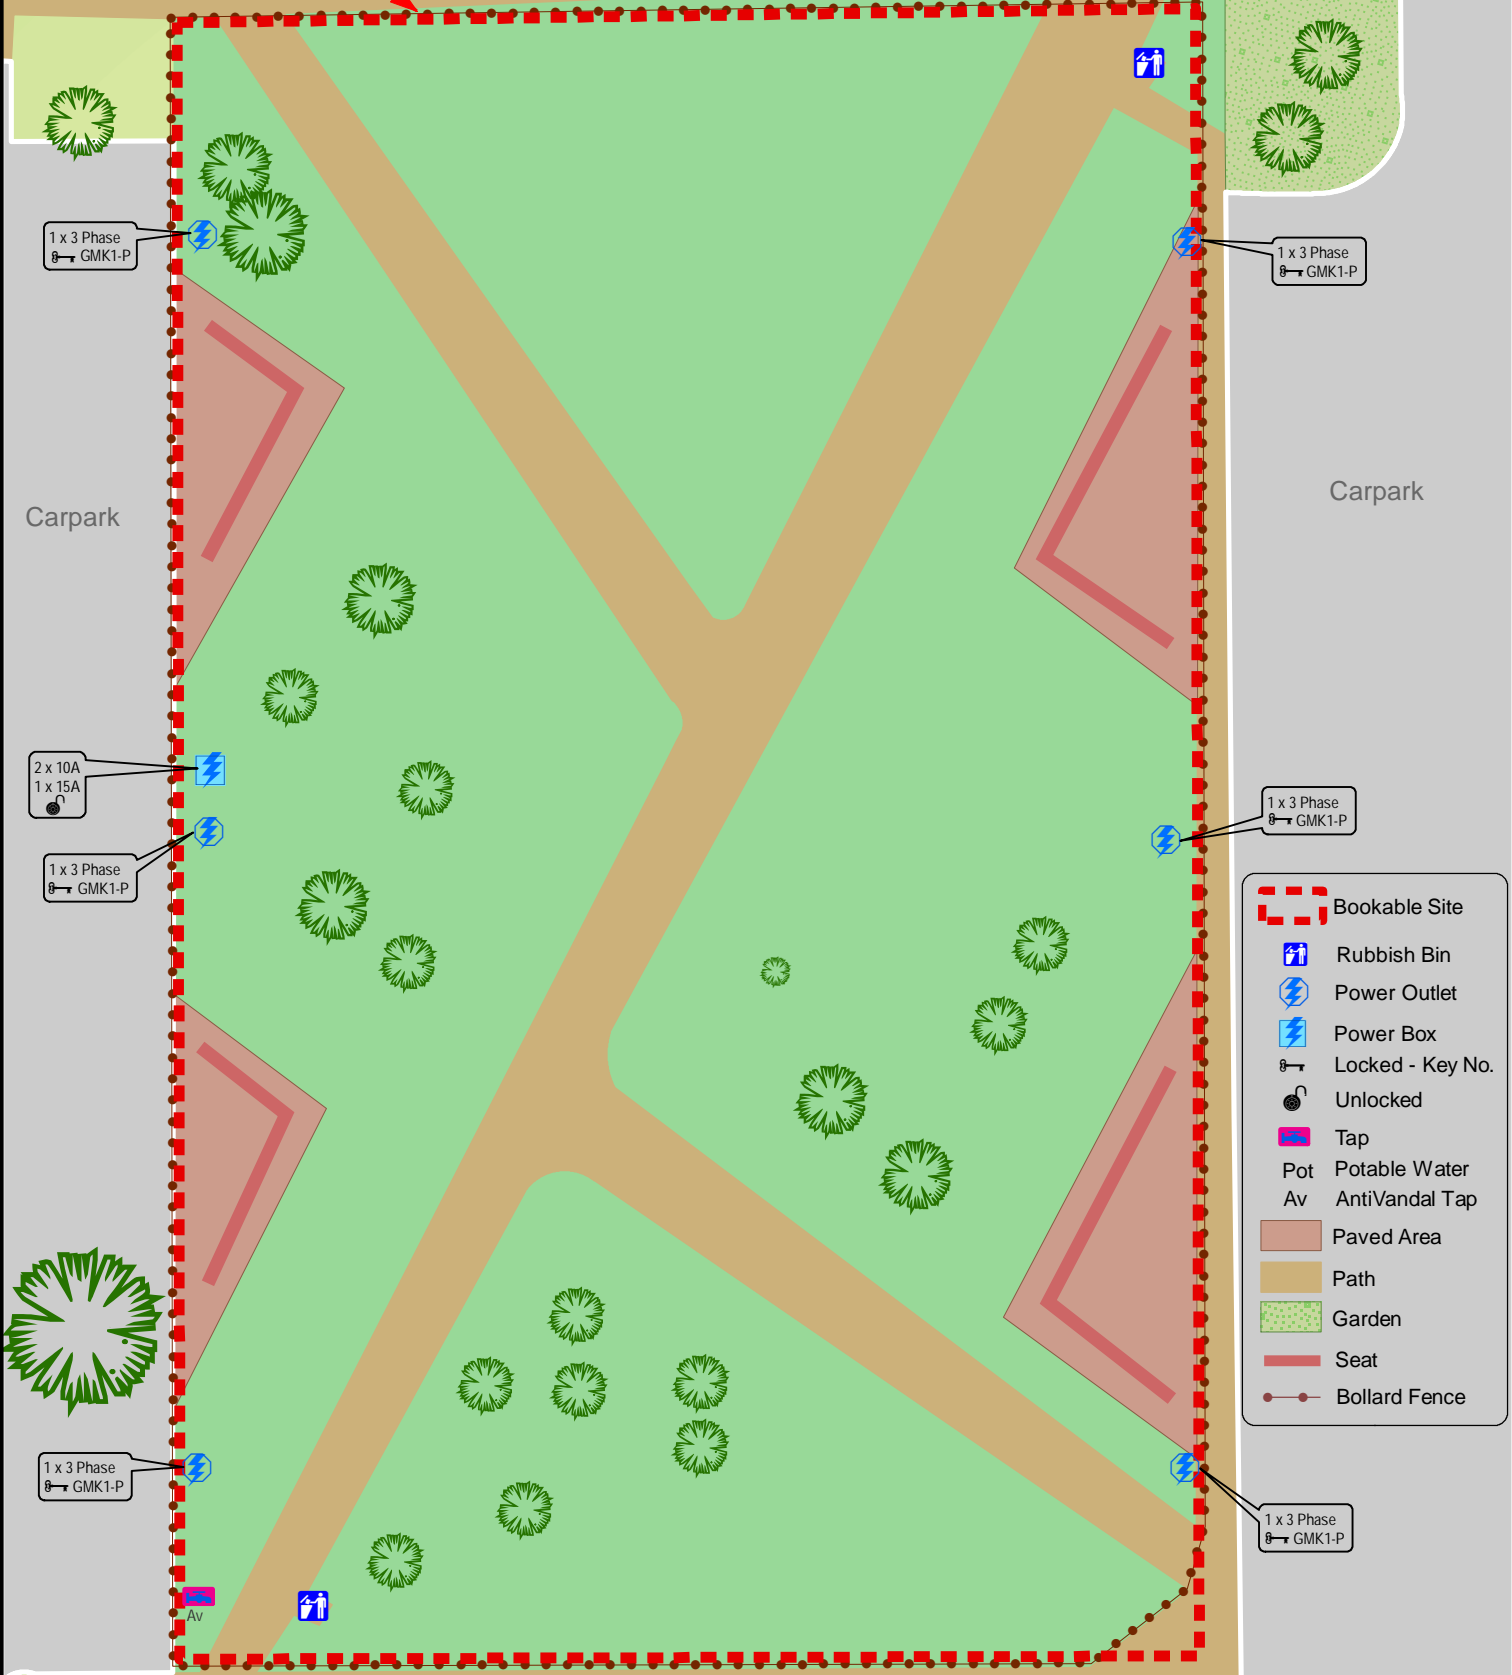 1 x 3 Phase
GMK1-P
1 x 3 Phase
GMK1-P
Carpark
Carpark
2 x 10A
1 x 15A
1 x 3 Phase
GMK1-P
1 x 3 Phase
GMK1-P
Bookable Site
Rubbish Bin
Power Outlet
Power Box
Locked - Key No.
Unlocked
Tap
Pot Potable Water
Av AntiVandal Tap
Paved Area
Path
Garden
Seat
Bollard Fence
1 x 3 Phase
GMK1-P
1 x 3 Phase
GMK1-P
Av